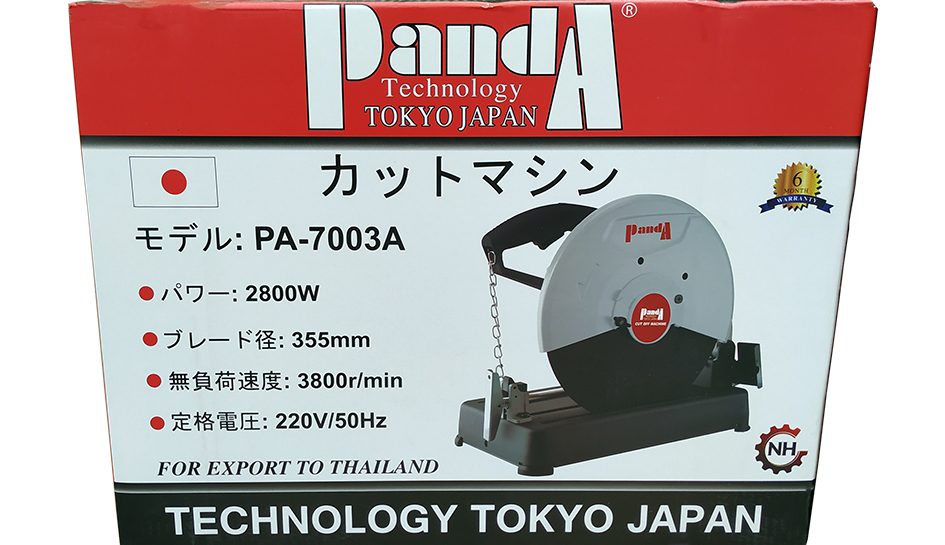 PandA®
Technology
TOKYO JAPAN
カットマシン
6
MONTH
WARRANTY
モデル: PA-7003A
パワー: 2800W
ブレード径: 355mm
無負荷速度: 3800r/min
定格電圧: 220V/50Hz
PandA
PandA
CUT OFF MACHINE
NH
FOR EXPORT TO THAILAND
TECHNOLOGY TOKYO JAPAN